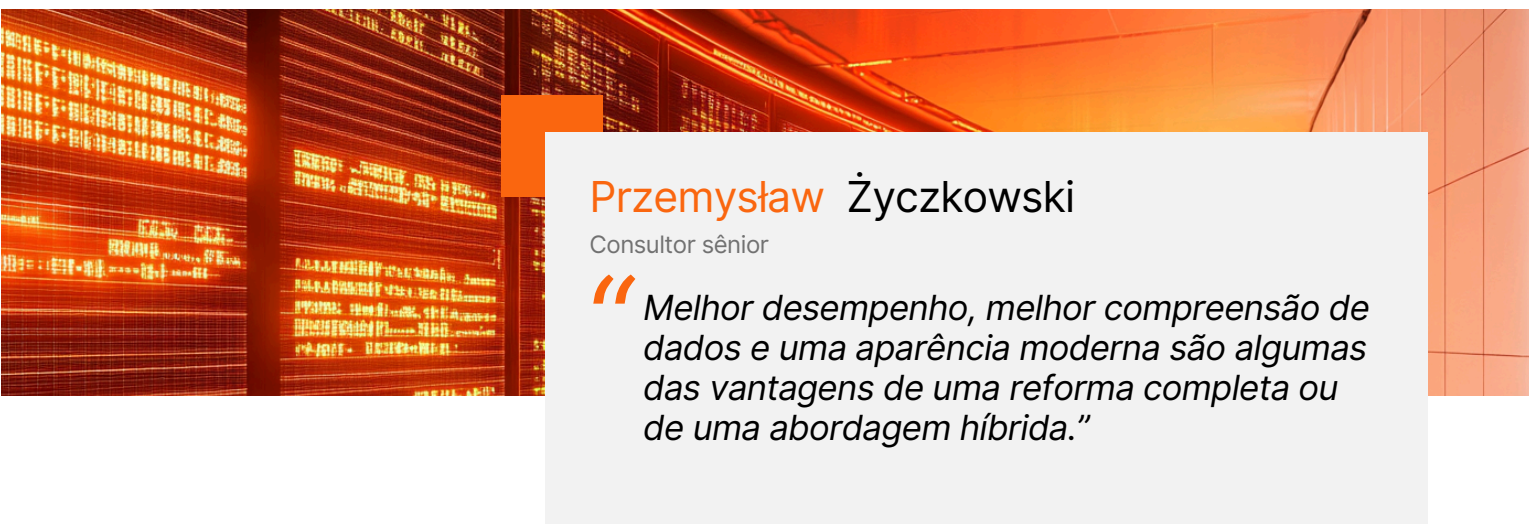 Przemysław Życzkowski
Consultor sênior
“Melhor desempenho, melhor compreensão de
dados e uma aparência moderna são algumas
das vantagens de uma reforma completa ou
de uma abordagem híbrida.”